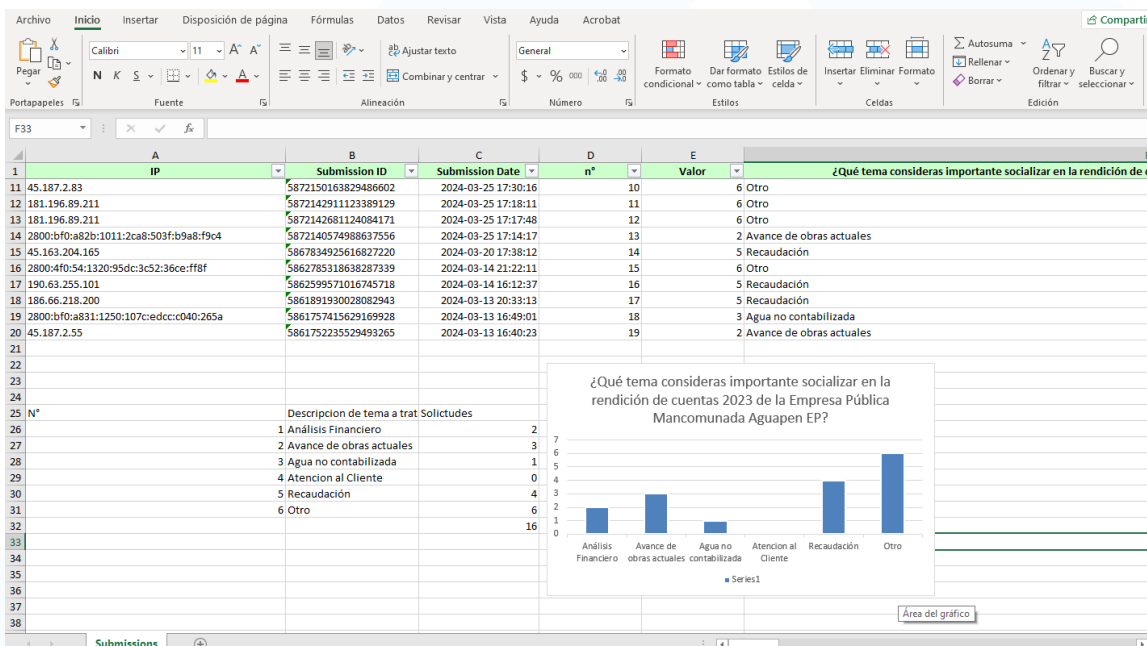 Archivo Inicio Insertar Disposición de página Fórmulas Datos Revisar Vista Ayuda Acrobat Compartir
Calibri 11 A A Ajustar texto General Autosuma
Pegar N K S A Combinar y centrar $ % 000 Formato condicional Dar formato como tabla Estilos de celda Insertar Eliminar Formato Rellenar Borrar Ordenar y filtrar Buscar y seleccionar
Portapapeles Fuente Alineación Número Estilos Celdas Edición
F33 fx
A B C D E
1 IP Submission ID Submission Date n° Valor ¿Qué tema consideras importante socializar en la rendición de
11 45.187.2.83 5872150163829486602 2024-03-25 17:30:16 10 6 Otro
12 181.196.89.211 5872142911123389129 2024-03-25 17:18:11 11 6 Otro
13 181.196.89.211 5872142681124084171 2024-03-25 17:17:48 12 6 Otro
14 2800:bf0:a82b:1011:2ca8:503f:b9a8:f9c4 5872140574988637556 2024-03-25 17:14:17 13 2 Avance de obras actuales
15 45.163.204.165 5867834925616827220 2024-03-20 17:38:12 14 5 Recaudación
16 2800:4f0:54:1320:95dc:3c52:36ce:ff8f 5862785318638287339 2024-03-14 21:22:11 15 6 Otro
17 190.63.255.101 5862599571016745718 2024-03-14 16:12:37 16 5 Recaudación
18 186.66.218.200 5861891930028082943 2024-03-13 20:33:13 17 5 Recaudación
19 2800:bf0:a831:1250:107c:edcc:c040:265a 5861757415629169928 2024-03-13 16:49:01 18 3 Agua no contabilizada
20 45.187.2.55 5861752235529493265 2024-03-13 16:40:23 19 2 Avance de obras actuales
21
22
23
24
25 N° Descripcion de tema a trat Solictudes
26 1 Análisis Financiero 2
27 2 Avance de obras actuales 3
28 3 Agua no contabilizada 1
29 4 Atencion al Cliente 0
30 5 Recaudación 4
31 6 Otro 6
32 16
33
34
35
36
37
38
¿Qué tema consideras importante socializar en la
rendición de cuentas 2023 de la Empresa Pública
Mancomunada Aguapen EP?
7
6
5
4
3
2
1
0
Análisis Avance de Agua no Atencion al Recaudación Otro
Financiero obras actuales contabilizada Cliente
Series1
Área del gráfico
Submissions